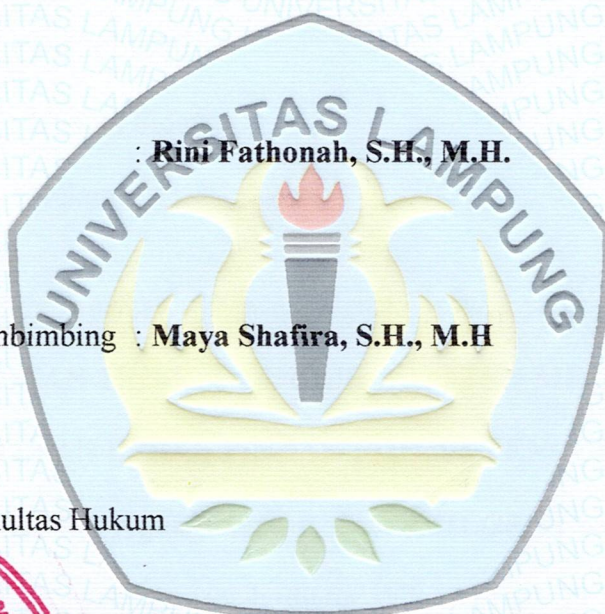 : Rini Fathonah, S.H., M.H.
UNIVERSITAS LAMPUNG
mbimbing : Maya Shafira, S.H., M.H
ultas Hukum